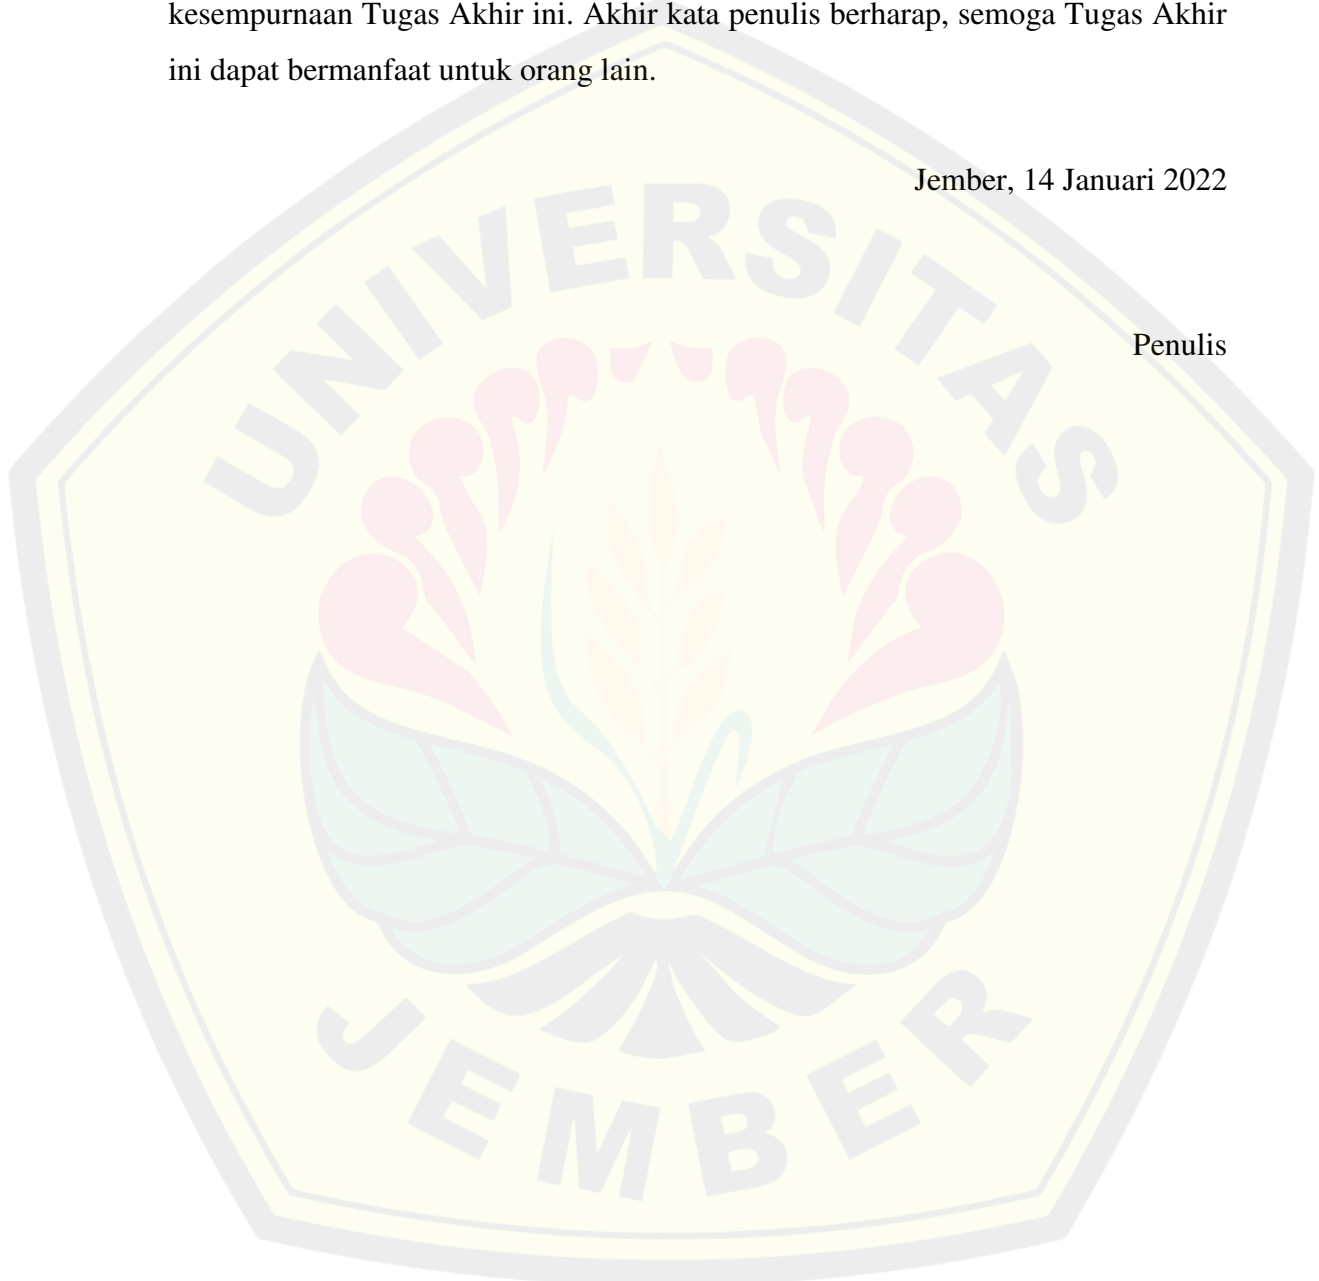 kesempurnaan Tugas Akhir ini. Akhir kata penulis berharap, semoga Tugas Akhir
ini dapat bermanfaat untuk orang lain.
Jember, 14 Januari 2022
Penulis
UNIVERSITAS
JEMBER